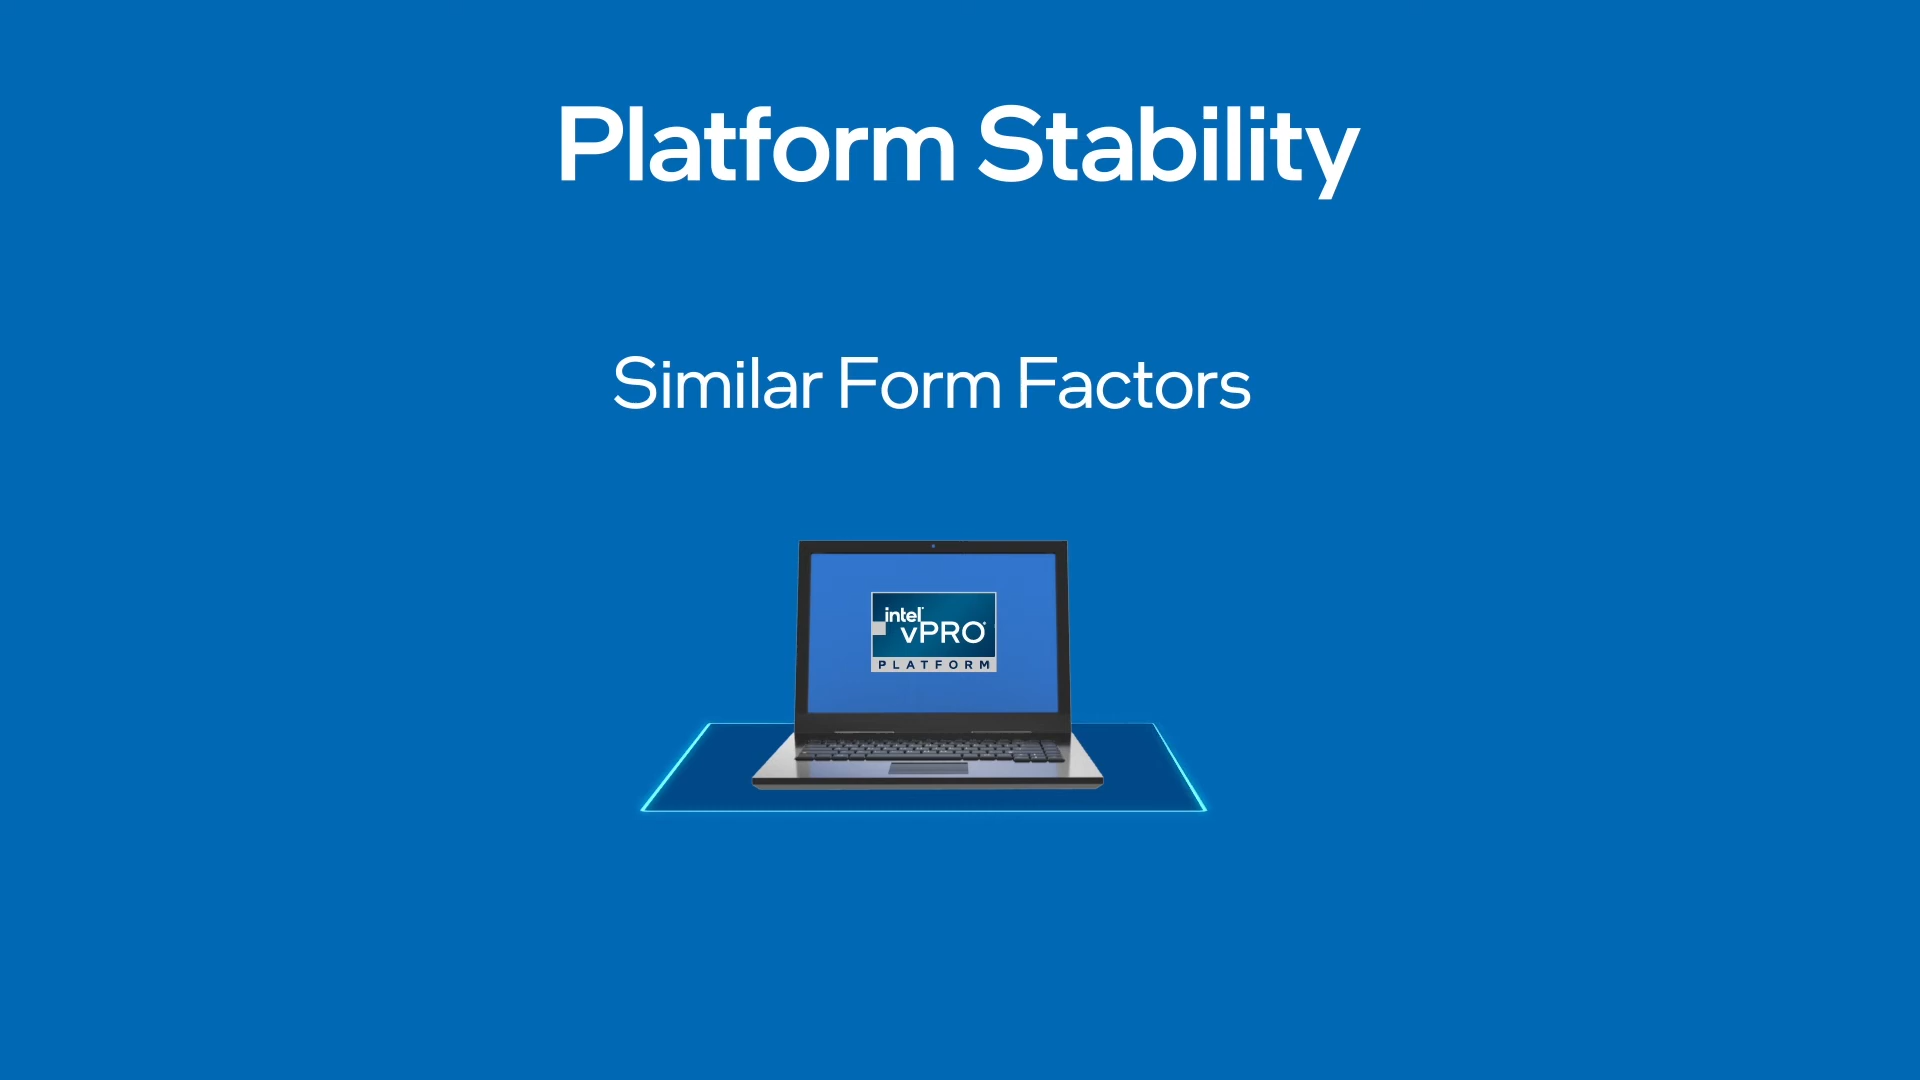 Platform Stability
Similar Form Factors
intel
vPRO
PLATFORM